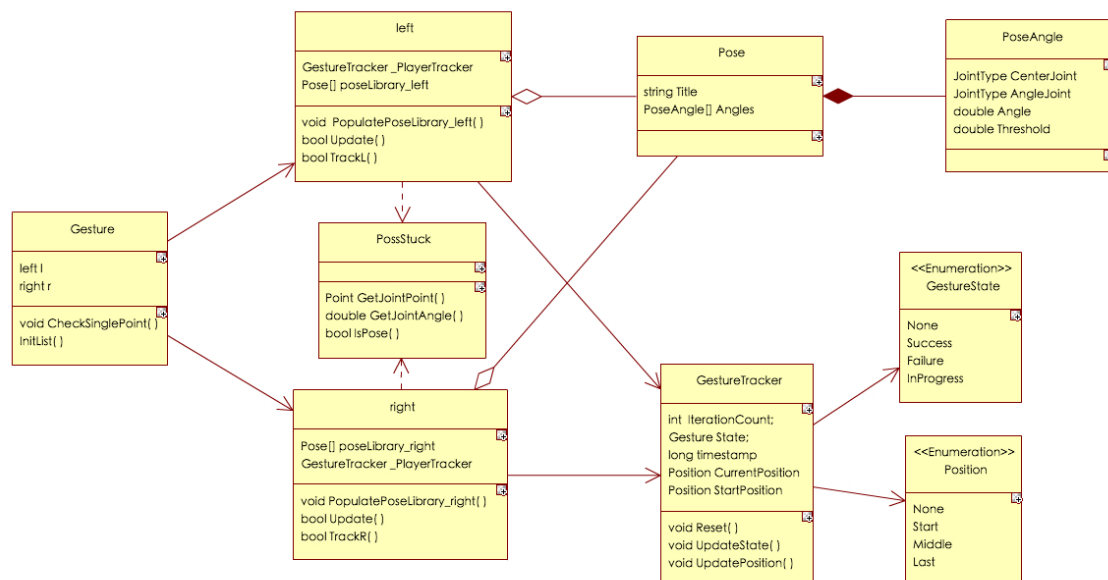 left
GestureTracker _PlayerTracker
Pose[] poseLibrary_left
void PopulatePoseLibrary_left( )
bool Update( )
bool TrackL( )
Pose
string Title
PoseAngle[] Angles
PoseAngle
JointType CenterJoint
JointType AngleJoint
double Angle
double Threshold
Gesture
left l
right r
void CheckSinglePoint( )
InitList( )
PossStuck
Point GetJointPoint( )
double GetJointAngle( )
bool IsPose( )
<<Enumeration>>
GestureState
None
Success
Failure
InProgress
right
Pose[] poseLibrary_right
GestureTracker _PlayerTracker
void PopulatePoseLibrary_right( )
bool Update( )
bool TrackR( )
GestureTracker
int IterationCount;
Gesture State;
long timestamp
Position CurrentPosition
Position StartPosition
void Reset( )
void UpdateState( )
void UpdatePosition( )
<<Enumeration>>
Position
None
Start
Middle
Last